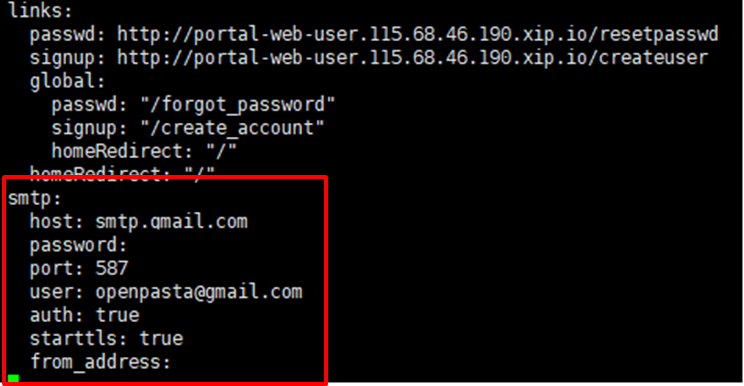 links:
  passwd: http://portal-web-user.115.68.46.190.xip.io/resetpasswd
  signup: http://portal-web-user.115.68.46.190.xip.io/createuser
  global:
    passwd: "/forgot_password"
    signup: "/create_account"
    homeRedirect: "/"
  homeRedirect: "/"
smtp:
  host: smtp.gmail.com
  password:
  port: 587
  user: openpasta@gmail.com
  auth: true
  starttls: true
  from_address: